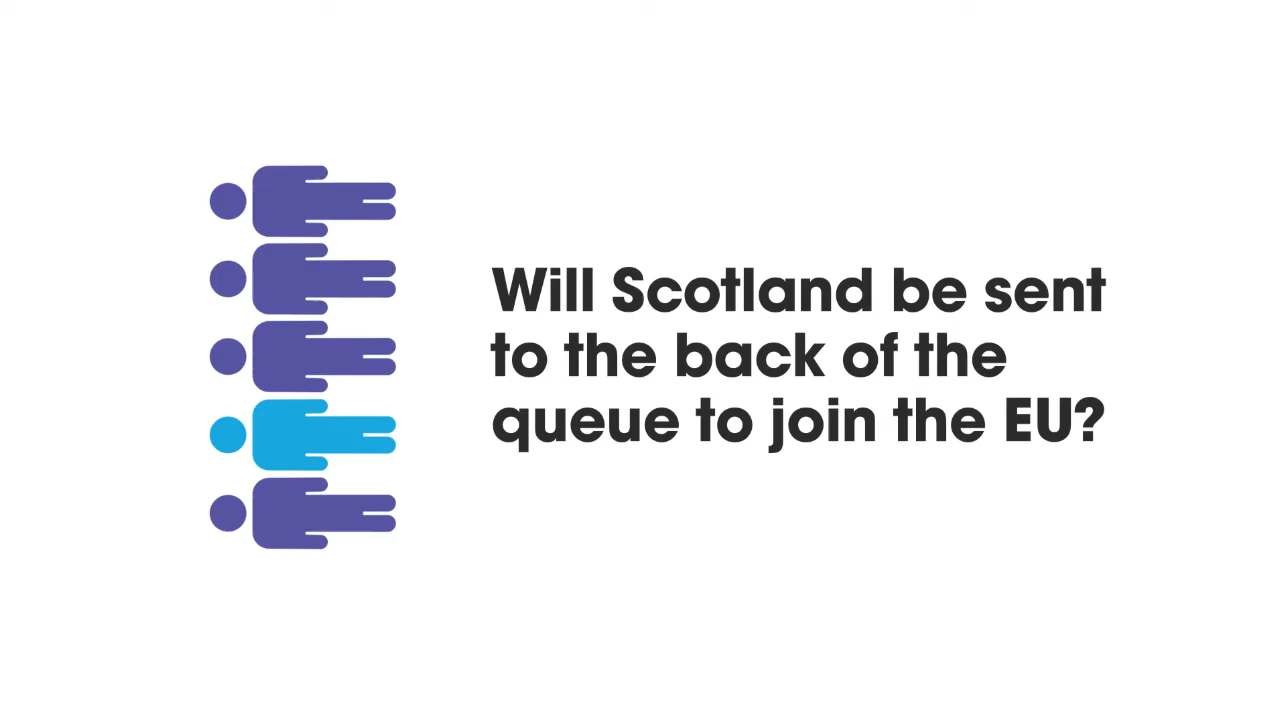 Will Scotland be sent
to the back of the
queue to join the EU?